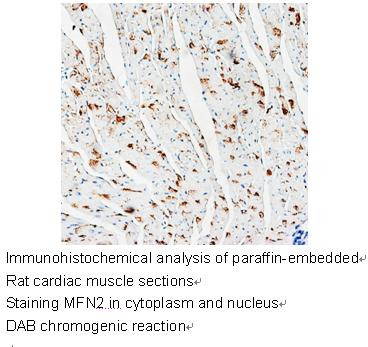 Immunohistochemical analysis of paraffin-embedded
Rat cardiac muscle sections
Staining MFN2 in cytoplasm and nucleus
DAB chromogenic reaction